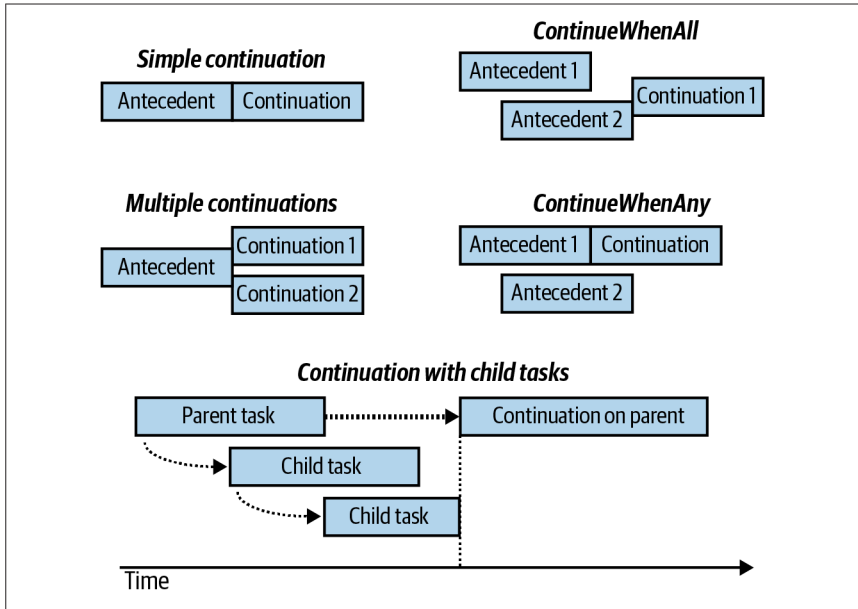 Simple continuation
Antecedent
Continuation
ContinueWhenAll
Antecedent 1
Continuation 1
Antecedent 2
Multiple continuations
Antecedent
Continuation 1
Continuation 2
ContinueWhenAny
Antecedent 1
Continuation
Antecedent 2
Continuation with child tasks
Parent task
Continuation on parent
Child task
Child task
Time